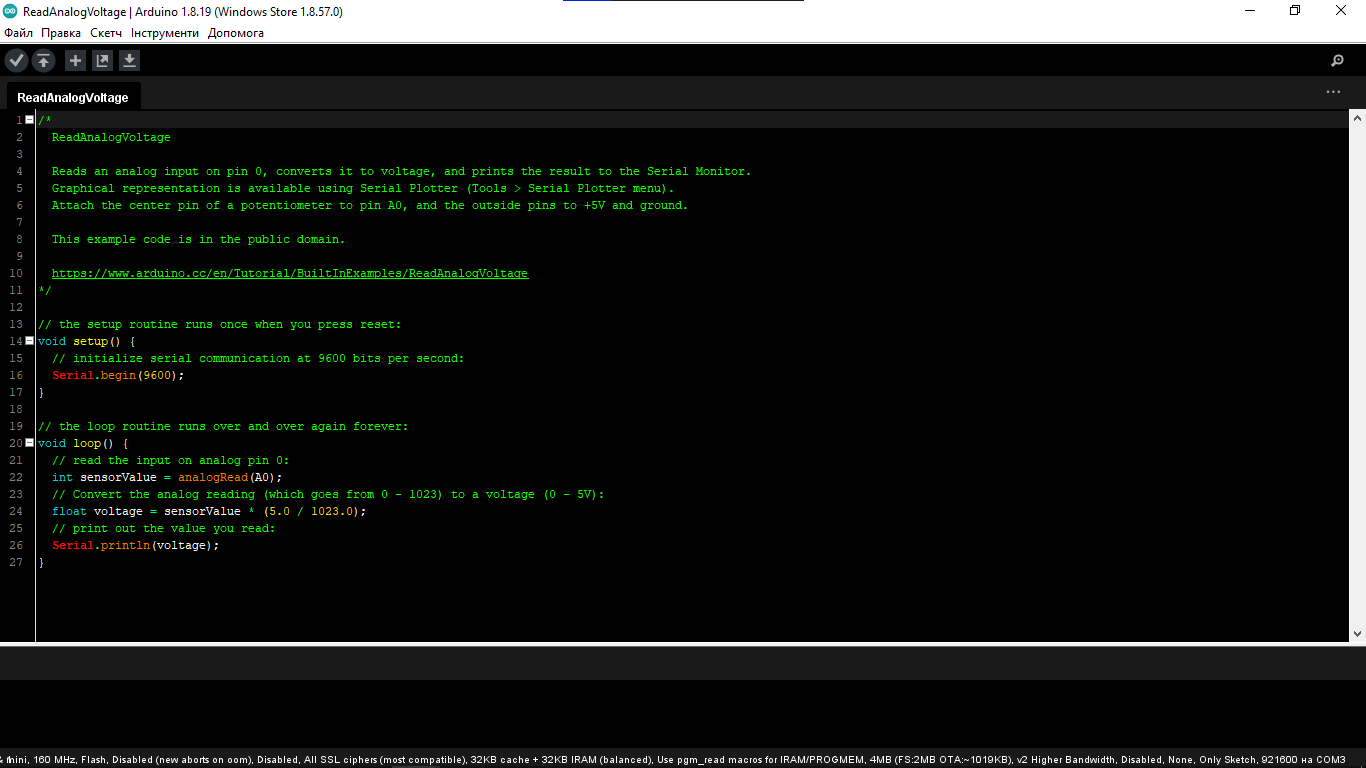 ReadAnalogVoltage | Arduino 1.8.19 (Windows Store 1.8.57.0)
Файл Правка Скетч Інструменти Допомога
ReadAnalogVoltage
1 /*
2 ReadAnalogVoltage
3
4 Reads an analog input on pin 0, converts it to voltage, and prints the result to the Serial Monitor.
5 Graphical representation is available using Serial Plotter (Tools > Serial Plotter menu).
6 Attach the center pin of a potentiometer to pin A0, and the outside pins to +5V and ground.
7
8 This example code is in the public domain.
9
10 https://www.arduino.cc/en/Tutorial/BuiltInExamples/ReadAnalogVoltage
11 */
12
13 // the setup routine runs once when you press reset:
14 void setup() {
15 // initialize serial communication at 9600 bits per second:
16 Serial.begin(9600);
17 }
18
19 // the loop routine runs over and over again forever:
20 void loop() {
21 // read the input on analog pin 0:
22 int sensorValue = analogRead(A0);
23 // Convert the analog reading (which goes from 0 - 1023) to a voltage (0 - 5V):
24 float voltage = sensorValue * (5.0 / 1023.0);
25 // print out the value you read:
26 Serial.println(voltage);
27 }
mini, 160 MHz, Flash, Disabled (new aborts on oom), Disabled, All SSL ciphers (most compatible), 32KB cache + 32KB IRAM (balanced), Use pgm_read macros for IRAM/PROGMEM, 4MB (FS:2MB OTA:~1019KB), v2 Higher Bandwidth, Disabled, None, Only Sketch, 921600 на COM3